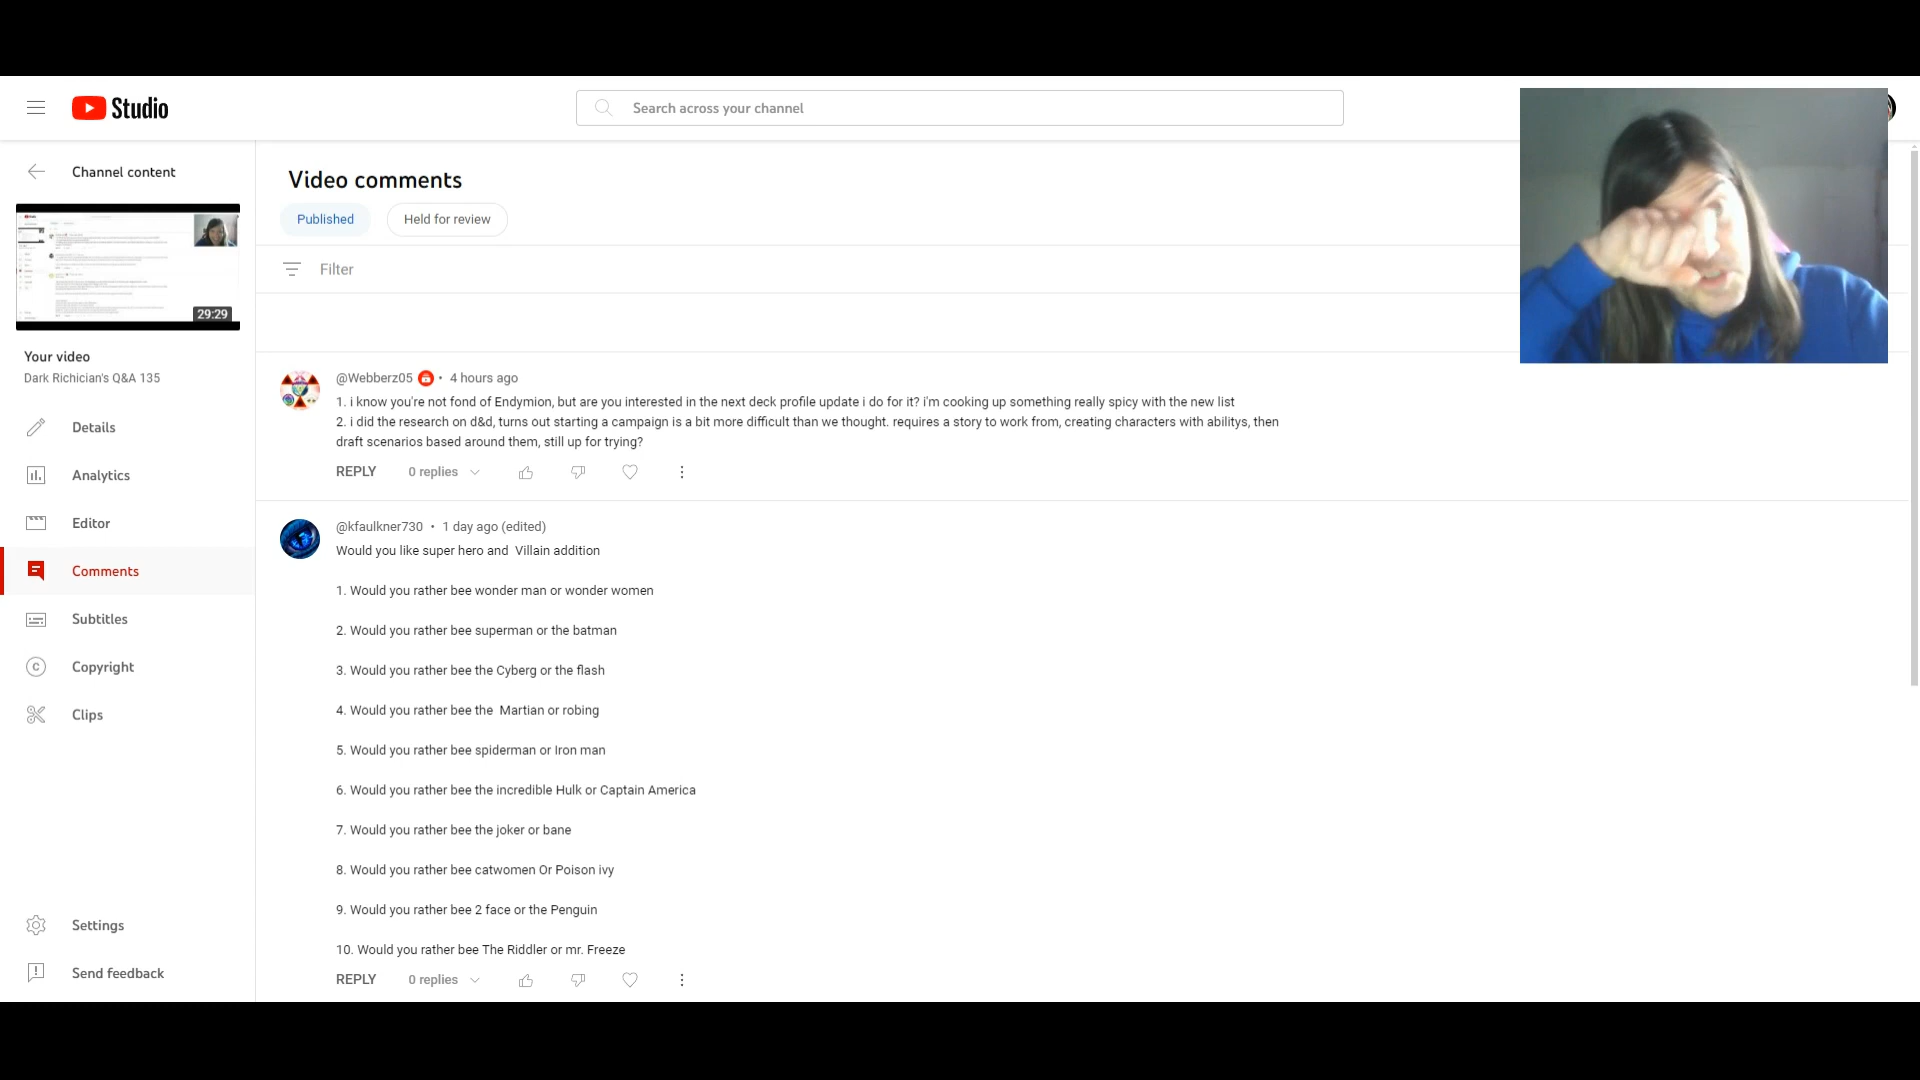 Studio
Search across your channel
Channel content
29:29
Your video
Dark Richician's Q&A 135
Details
Analytics
Editor
Comments
Subtitles
Copyright
Clips
Settings
Send feedback
Video comments
Published
Held for review
Filter
@Webberz05 • 4 hours ago
1. i know you're not fond of Endymion, but are you interested in the next deck profile update i do for it? i'm cooking up something really spicy with the new list
2. i did the research on d&d, turns out starting a campaign is a bit more difficult than we thought. requires a story to work from, creating characters with abilitys, then
draft scenarios based around them, still up for trying?
REPLY 0 replies
@kfaulkner730 • 1 day ago (edited)
Would you like super hero and  Villain addition
1. Would you rather bee wonder man or wonder women
2. Would you rather bee superman or the batman
3. Would you rather bee the Cyberg or the flash
4. Would you rather bee the  Martian or robing
5. Would you rather bee spiderman or Iron man
6. Would you rather bee the incredible Hulk or Captain America
7. Would you rather bee the joker or bane
8. Would you rather bee catwomen Or Poison ivy
9. Would you rather bee 2 face or the Penguin
10. Would you rather bee The Riddler or mr. Freeze
REPLY 0 replies